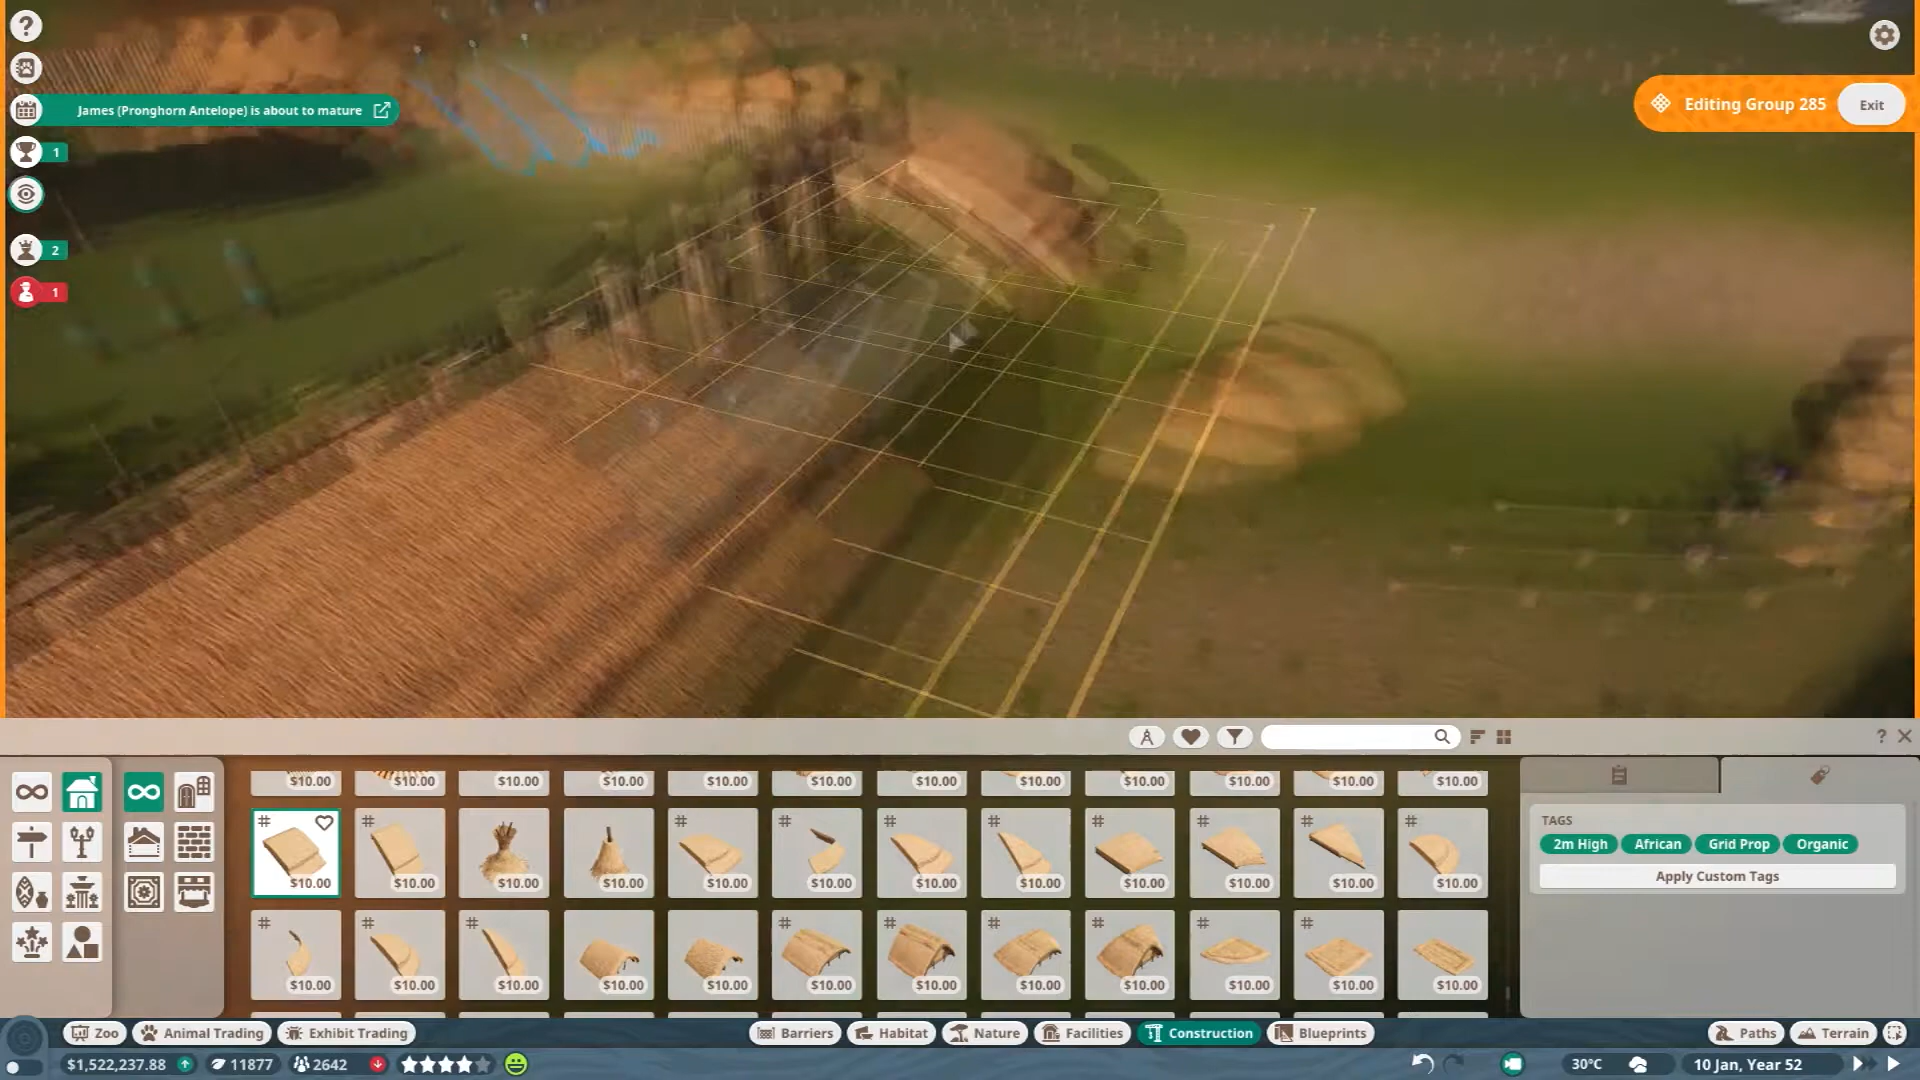 ?
James (Pronghorn Antelope) is about to mature
Editing Group 285 Exit
1
2
1
?
$10.00 $10.00 $10.00 $10.00 $10.00 $10.00 $10.00 $10.00 $10.00 $10.00 $10.00 $10.00
$10.00 $10.00 $10.00 $10.00 $10.00 $10.00 $10.00 $10.00 $10.00 $10.00 $10.00 $10.00
$10.00 $10.00 $10.00 $10.00 $10.00 $10.00 $10.00 $10.00 $10.00 $10.00 $10.00 $10.00
TAGS
2m High African Grid Prop Organic
Apply Custom Tags
Zoo Animal Trading Exhibit Trading Barriers Habitat Nature Facilities Construction Blueprints Paths Terrain
$1,522,237.88 11877 2642 30°C 10 Jan, Year 52